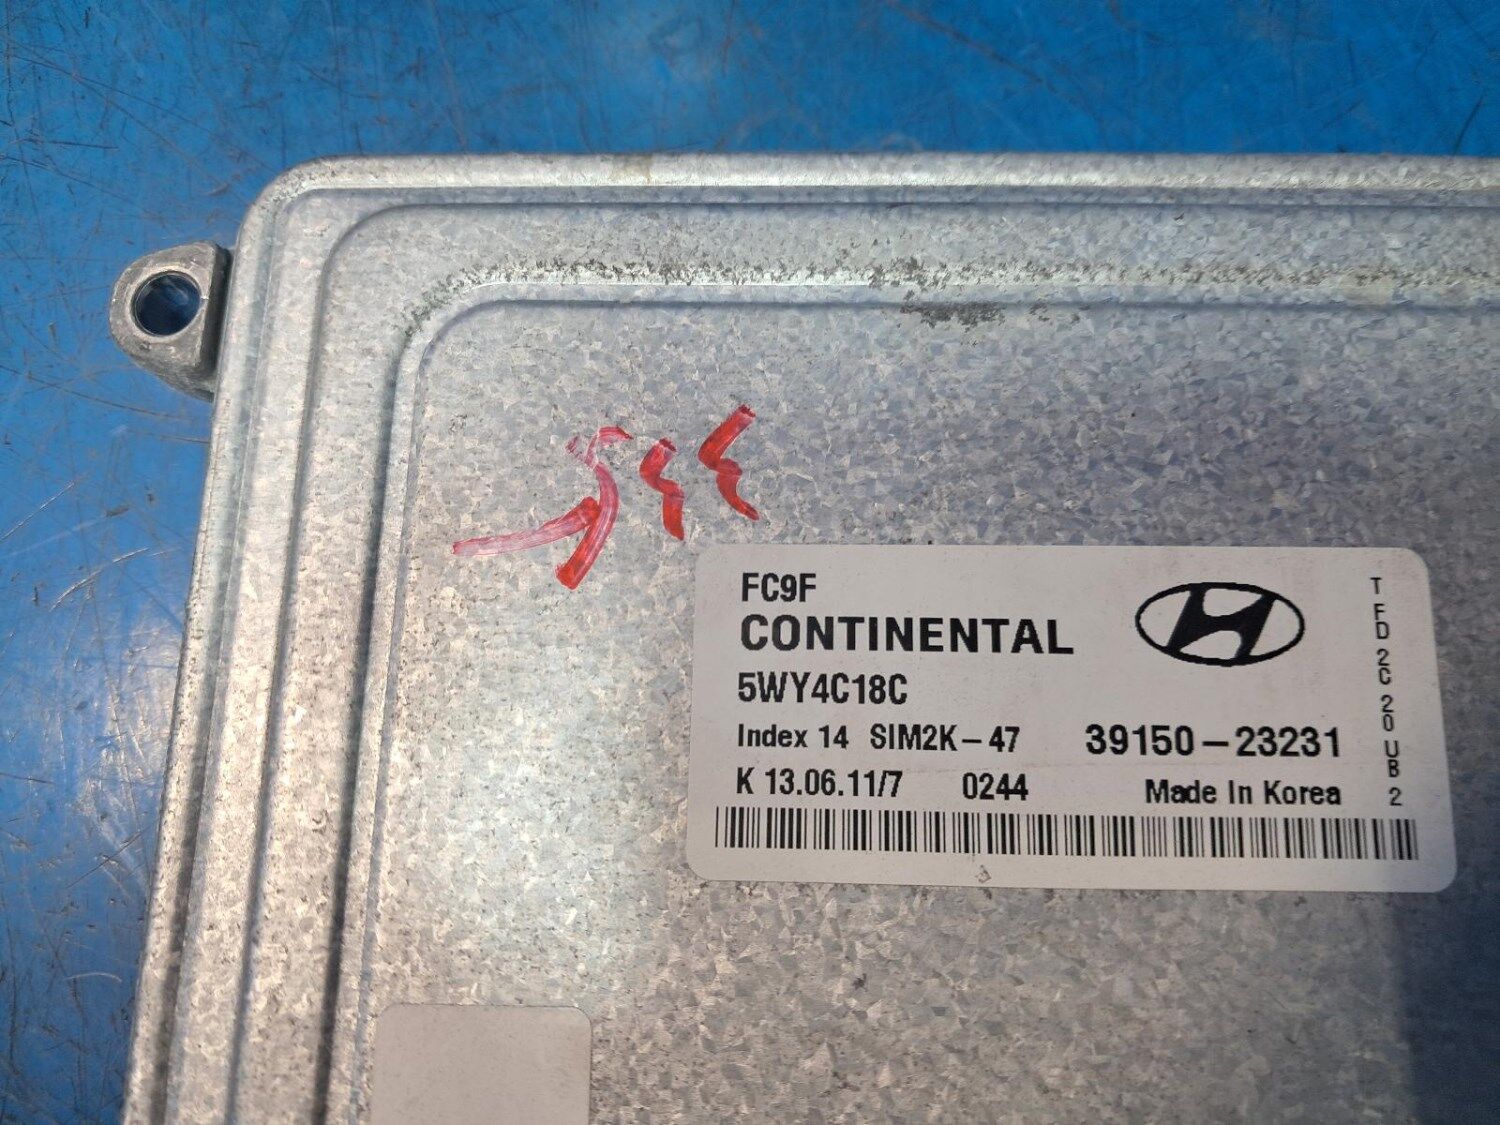 FC9F
CONTINENTAL
5WY4C18C
Index 14 SIM2K-47 39150-23231
K 13.06.11/7 0244 Made In Korea
TFD2C20UB2